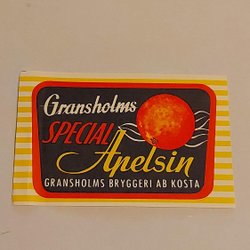 Gransholms
SPECIAL
Apelsin
GRANSHOLMS BRYGGERI AB KOSTA